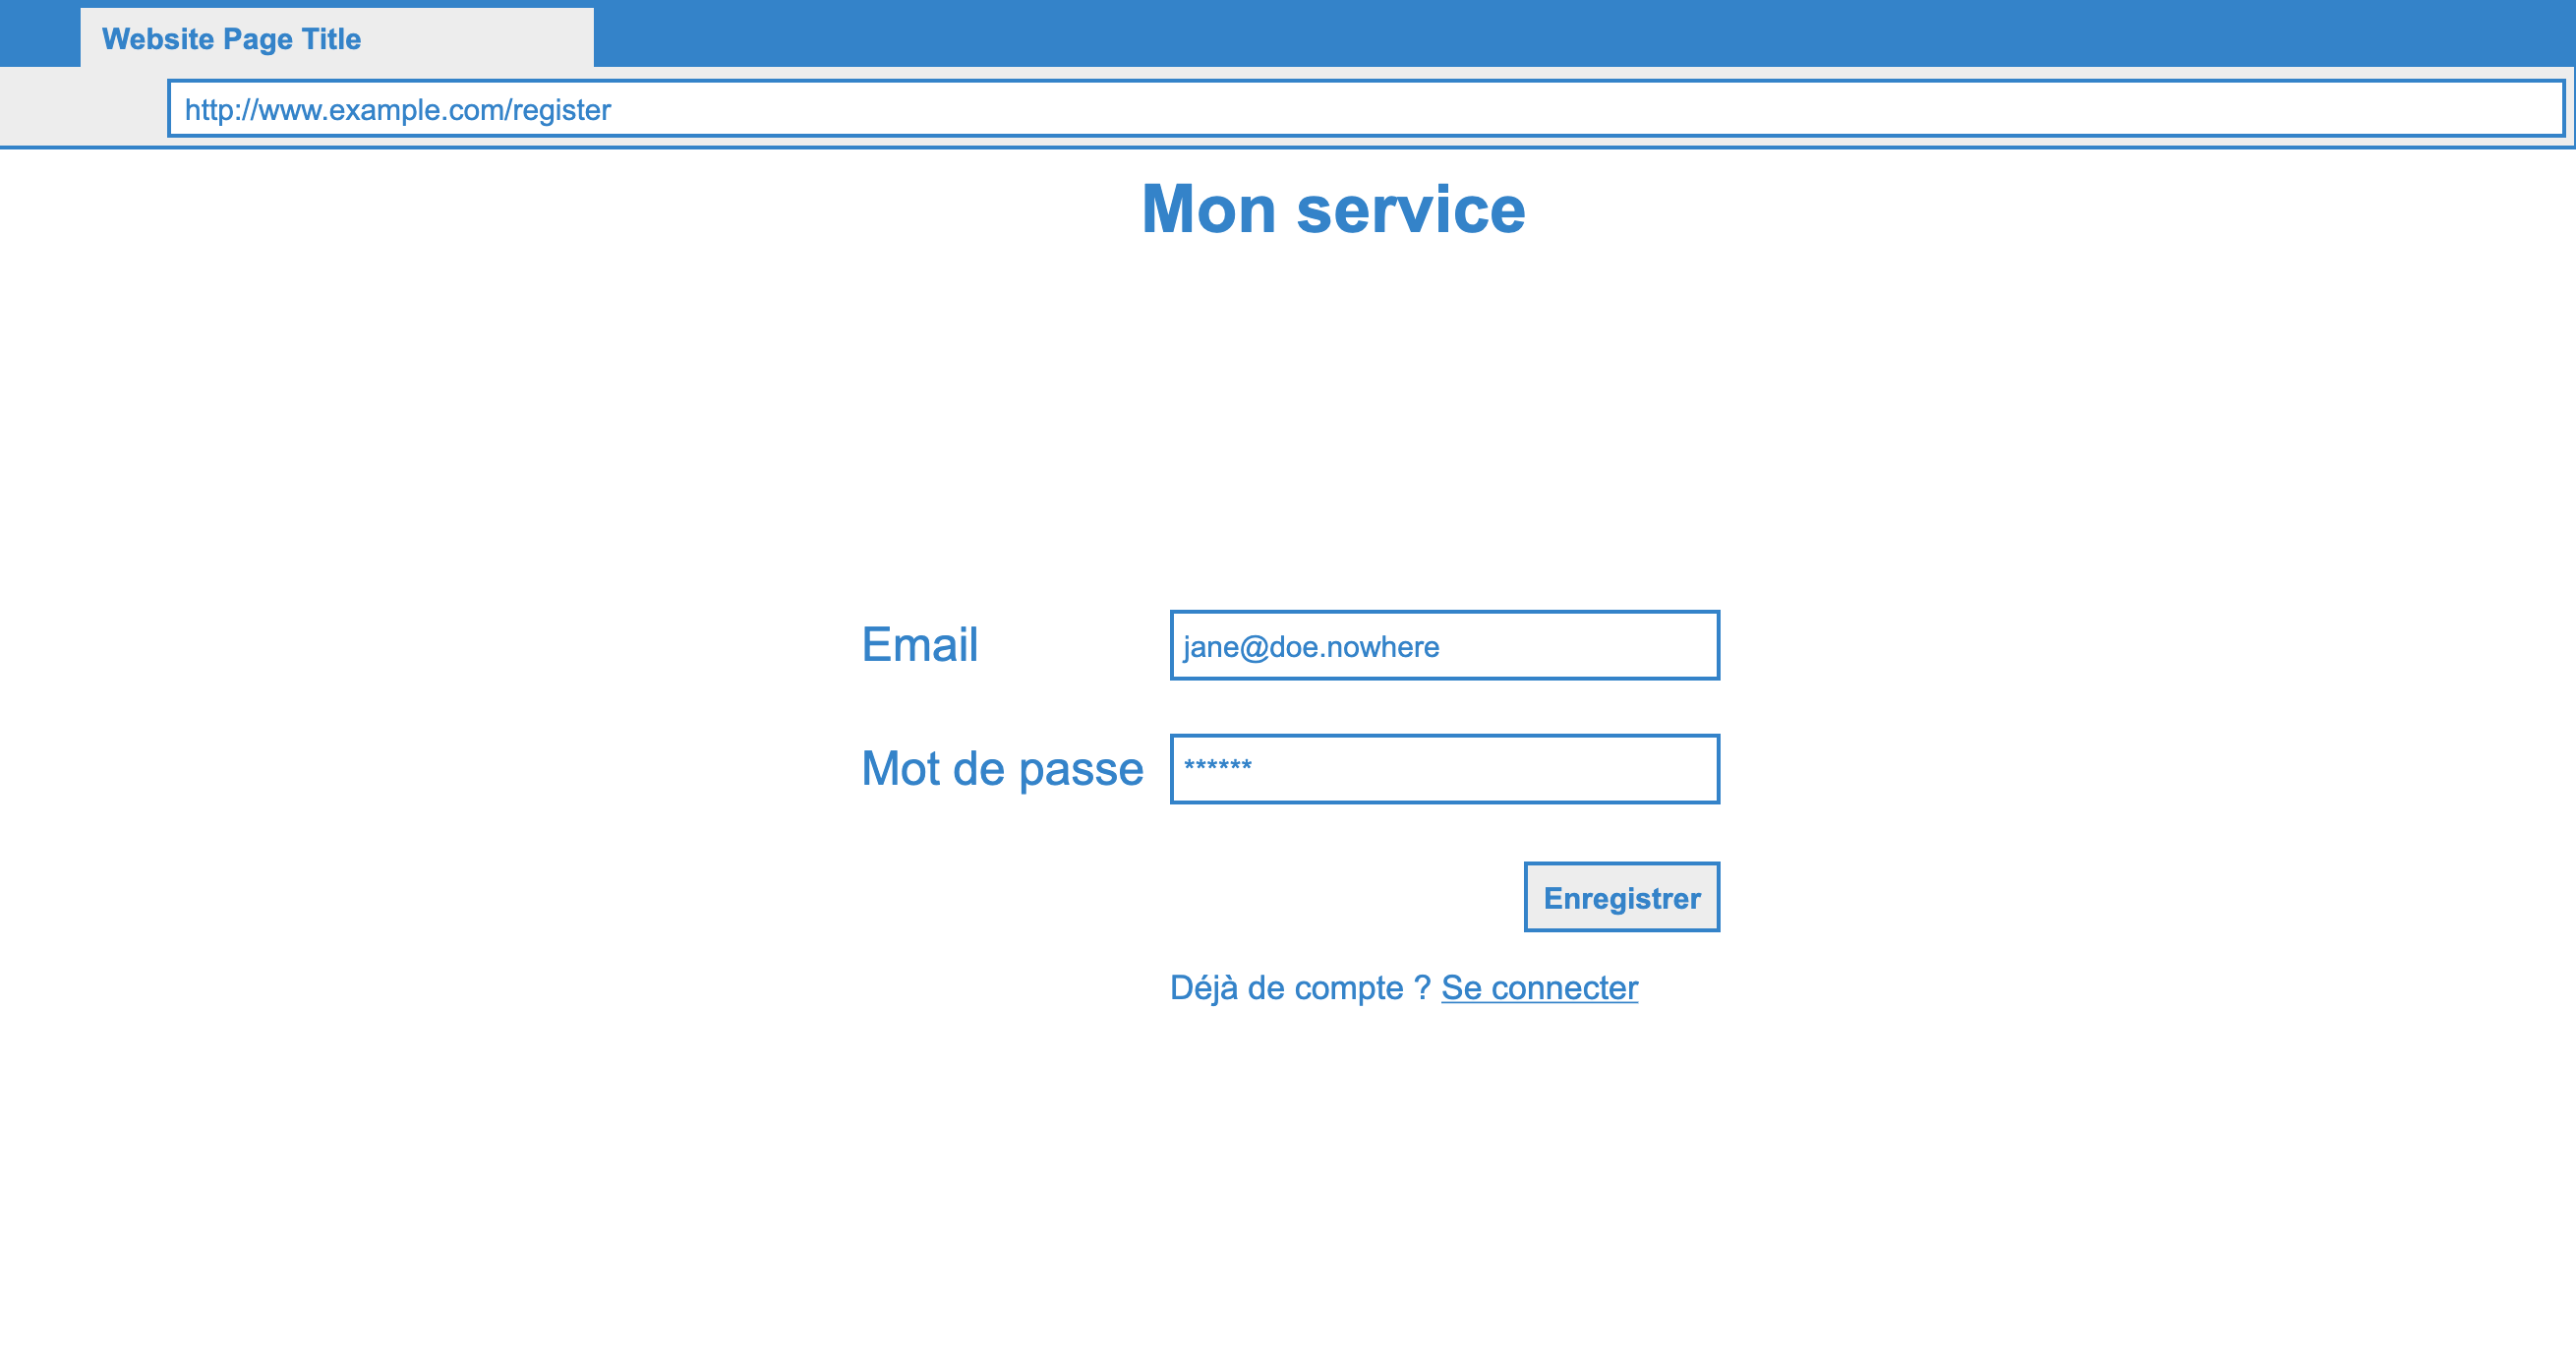 Website Page Title
http://www.example.com/register
Mon service
Email
jane@doe.nowhere
Mot de passe
******
Enregistrer
Déjà de compte ? Se connecter